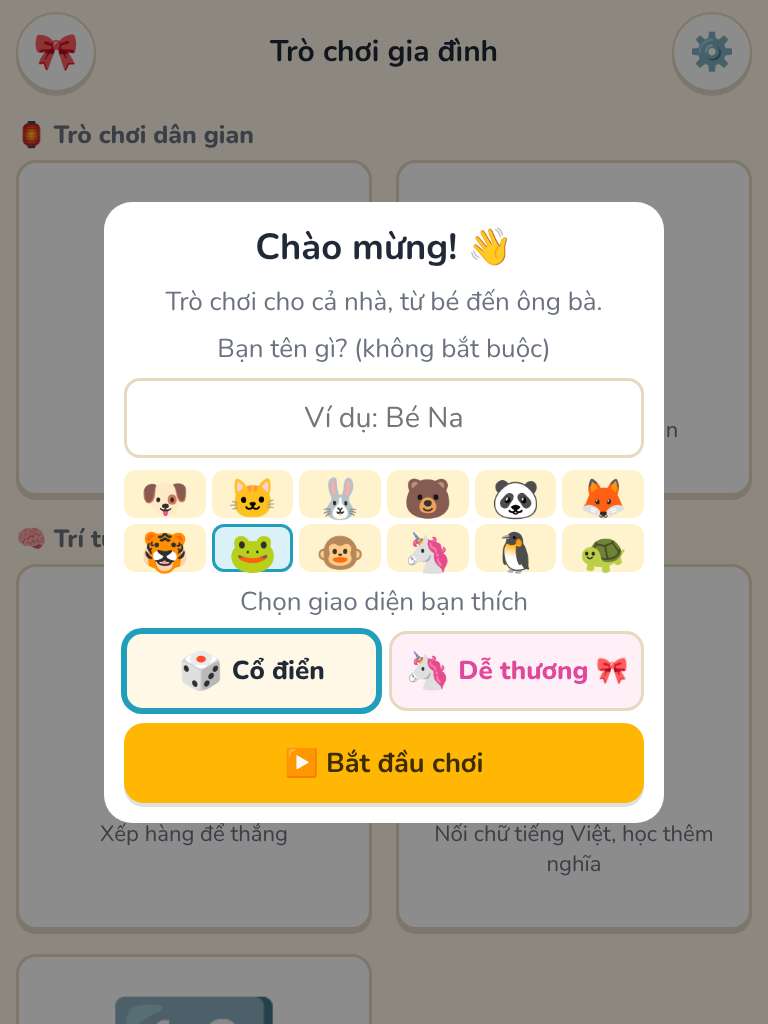 Trò chơi gia đình
Trò chơi dân gian
Chào mừng!
Trò chơi cho cả nhà, từ bé đến ông bà.
Bạn tên gì? (không bắt buộc)
Ví dụ: Bé Na
Trí
Chọn giao diện bạn thích
Cổ điển
Dễ thương
Bắt đầu chơi
Xếp hàng để thắng
Nối chữ tiếng Việt, học thêm
nghĩa